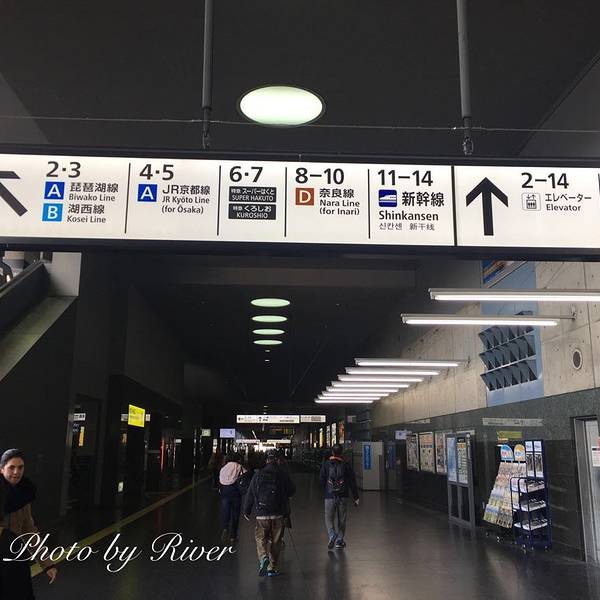 2・3
A 琵琶湖線
Biwako Line
B 湖西線
Kosei Line
4・5
A JR京都線
JR Kyōto Line
(for Ōsaka)
6・7
特急 スーパーはくと
SUPER HAKUTO
特急 くろしお
KUROSHIO
8－10
D 奈良線
Nara Line
(for Inari)
11－14
新幹線
Shinkansen
신칸센 新干线
2－14
エレベーター
Elevator
Photo by River